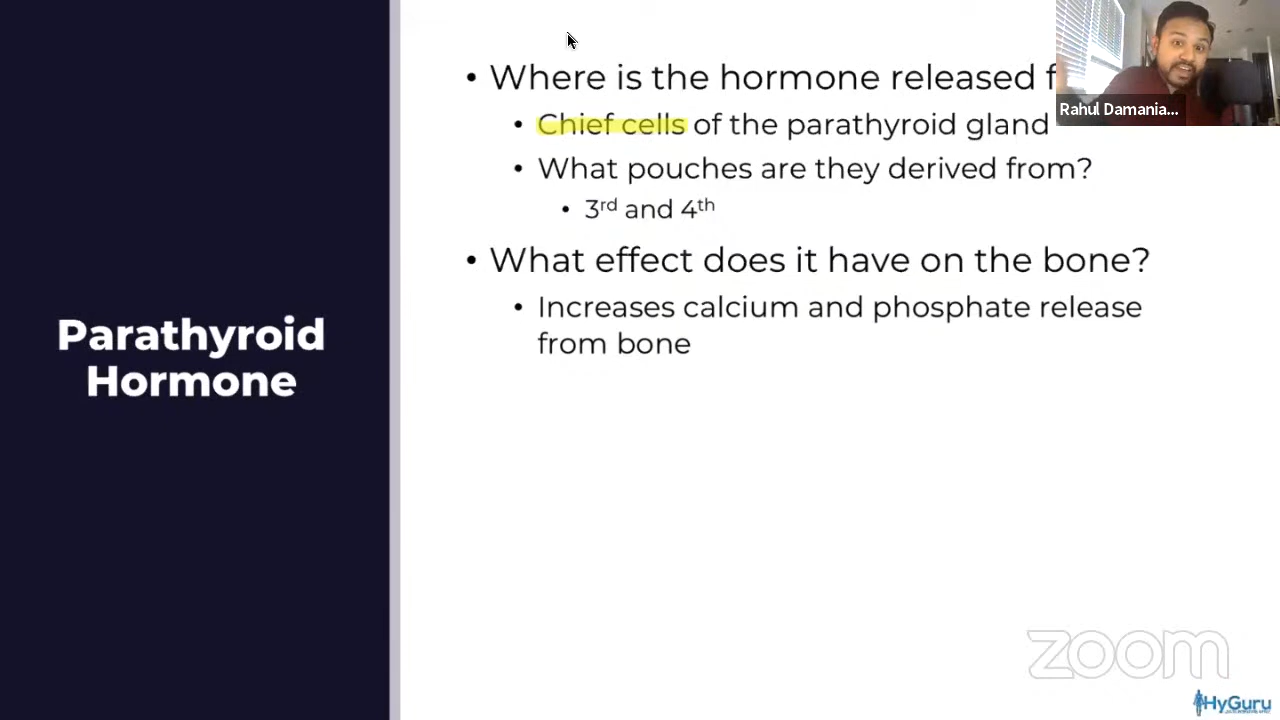 Where is the hormone released f
Rahul Damania...
Chief cells of the parathyroid gland
What pouches are they derived from?
3rd and 4th
What effect does it have on the bone?
Increases calcium and phosphate release
from bone
Parathyroid
Hormone
zoom
HyGuru